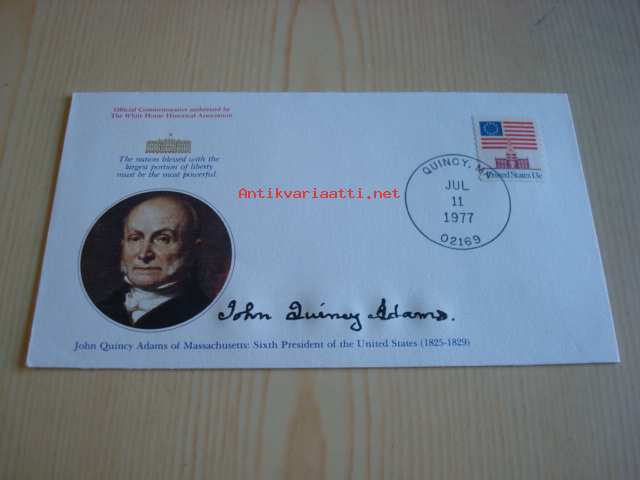 Official Commemorative authorized by
The White House Historical Association
The nation blessed with the
largest portion of liberty
must be the most powerful.
Antikvariaatti.net
United States 13c
QUINCY, MA
JUL
11
1977
02169
John Quincy Adams.
John Quincy Adams of Massachusetts: Sixth President of the United States (1825-1829)